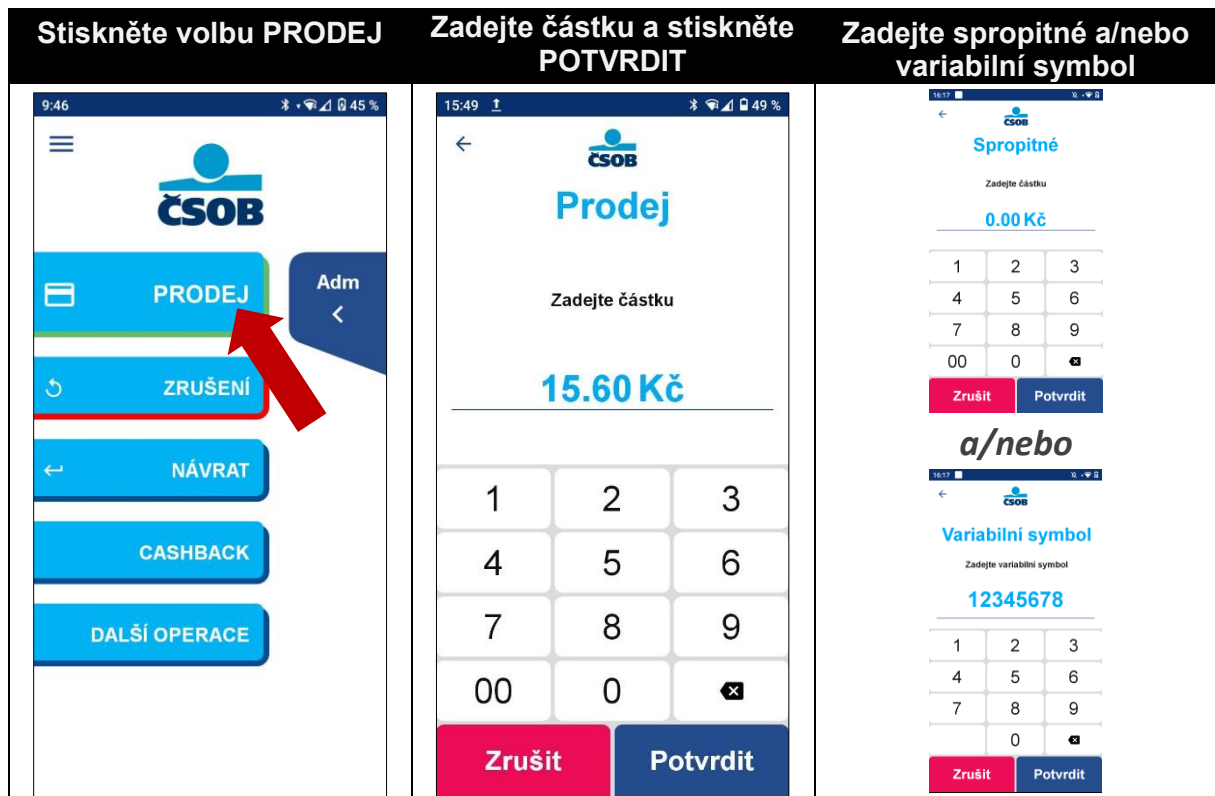 Stiskněte volbu PRODEJ
9:46
45 %
ČSOB
PRODEJ
Adm
ZRUŠENÍ
NÁVRAT
CASHBACK
DALŠÍ OPERACE
Zadejte částku a stiskněte
POTVRDIT
15:49
49 %
ČSOB
Prodej
Zadejte částku
15.60 Kč
1 2 3
4 5 6
7 8 9
00 0
Zrušit Potvrdit
Zadejte spropitné a/nebo
variabilní symbol
16:17
ČSOB
Spropitné
Zadejte částku
0.00 Kč
1 2 3
4 5 6
7 8 9
00 0
Zrušit Potvrdit
a/nebo
16:17
ČSOB
Variabilní symbol
Zadejte variabilní symbol
12345678
1 2 3
4 5 6
7 8 9
0
Zrušit Potvrdit